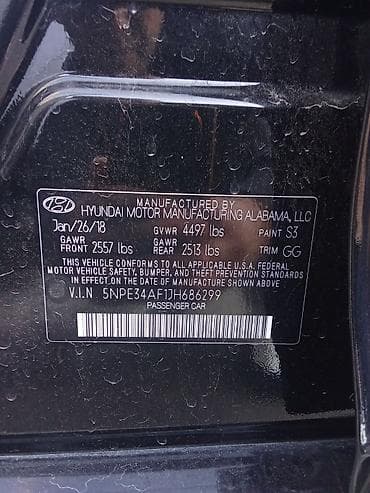 MANUFACTURED BY
HYUNDAI MOTOR MANUFACTURING ALABAMA, LLC
Jan/26/18 GVWR 4497 lbs PAINT S3
GAWR FRONT 2557 lbs GAWR REAR 2513 lbs TRIM GG
THIS VEHICLE CONFORMS TO ALL APPLICABLE U.S. FEDERAL
MOTOR VEHICLE SAFETY, BUMPER, AND THEFT PREVENTION STANDARDS
IN EFFECT ON THE DATE OF MANUFACTURE SHOWN ABOVE.
V.I.N 5NPE34AF1JH686299
PASSENGER CAR